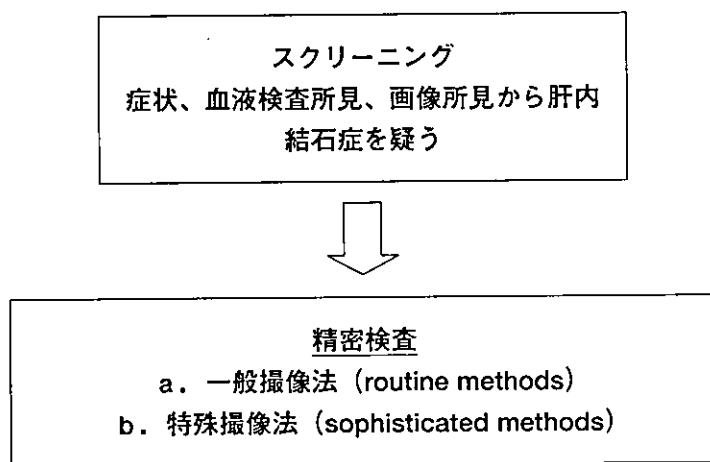 スクリーニング
症状、血液検査所見、画像所見から肝内
結石症を疑う
精密検査
a．一般撮像法（routine methods）
b．特殊撮像法（sophisticated methods）